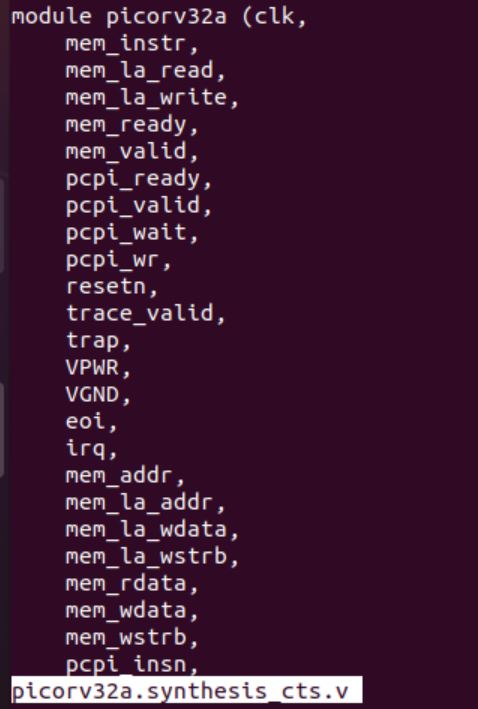 module picorv32a (clk,
mem_instr,
mem_la_read,
mem_la_write,
mem_ready,
mem_valid,
pcpi_ready,
pcpi_valid,
pcpi_wait,
pcpi_wr,
resetn,
trace_valid,
trap,
VPWR,
VGND,
eoi,
irq,
mem_addr,
mem_la_addr,
mem_la_wdata,
mem_la_wstrb,
mem_rdata,
mem_wdata,
mem_wstrb,
pcpi_insn,
picorv32a.synthesis_cts.v